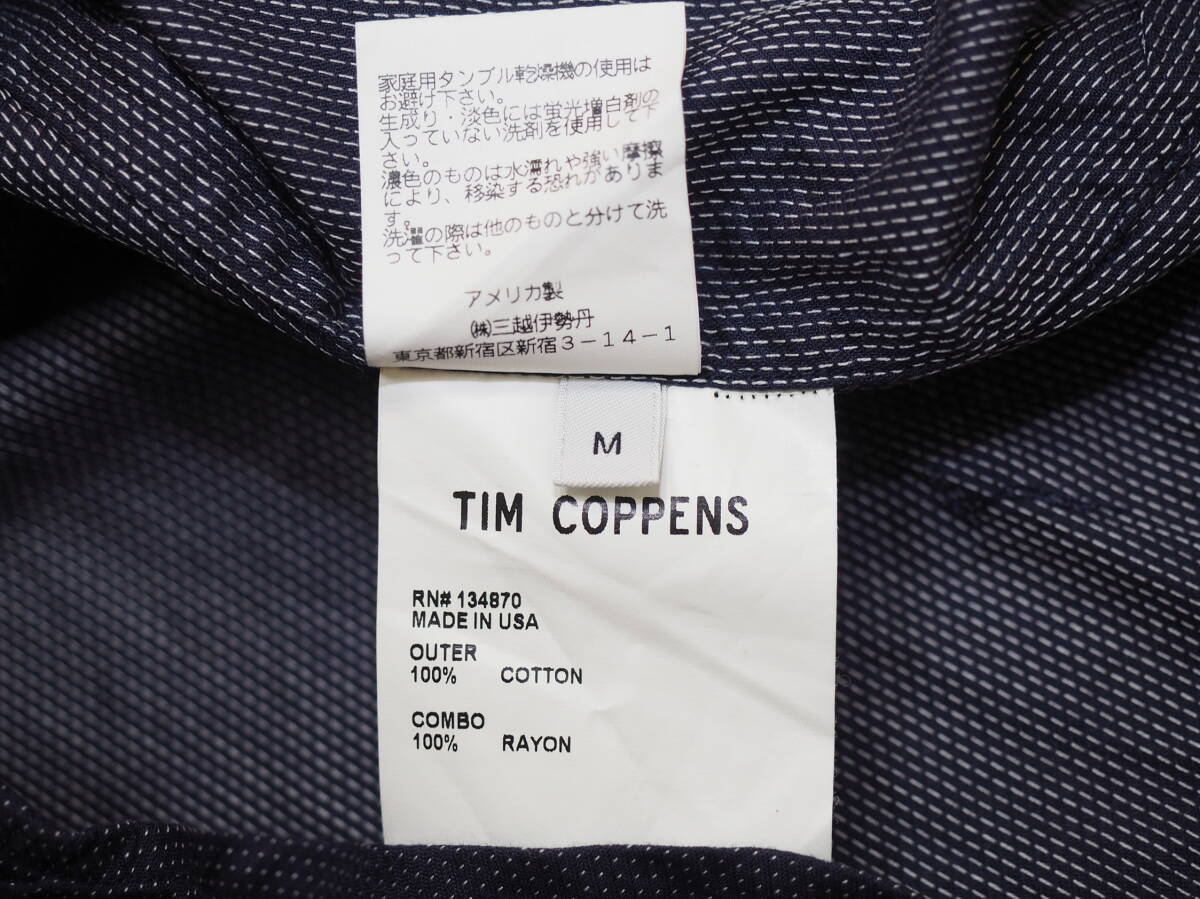 家庭用タンブル乾燥機の使用は
お避け下さい。
生成り・淡色には蛍光増白剤の
入っていない洗剤を使用して下
さい。
濃色のものは水濡れや強い摩擦
により、移染する恐れがありま
す。
洗濯の際は他のものと分けて洗
って下さい。
アメリカ製
㈱三越伊勢丹
東京都新宿区新宿3-14-1
M
TIM COPPENS
RN# 134870
MADE IN USA
OUTER
100% COTTON
COMBO
100% RAYON